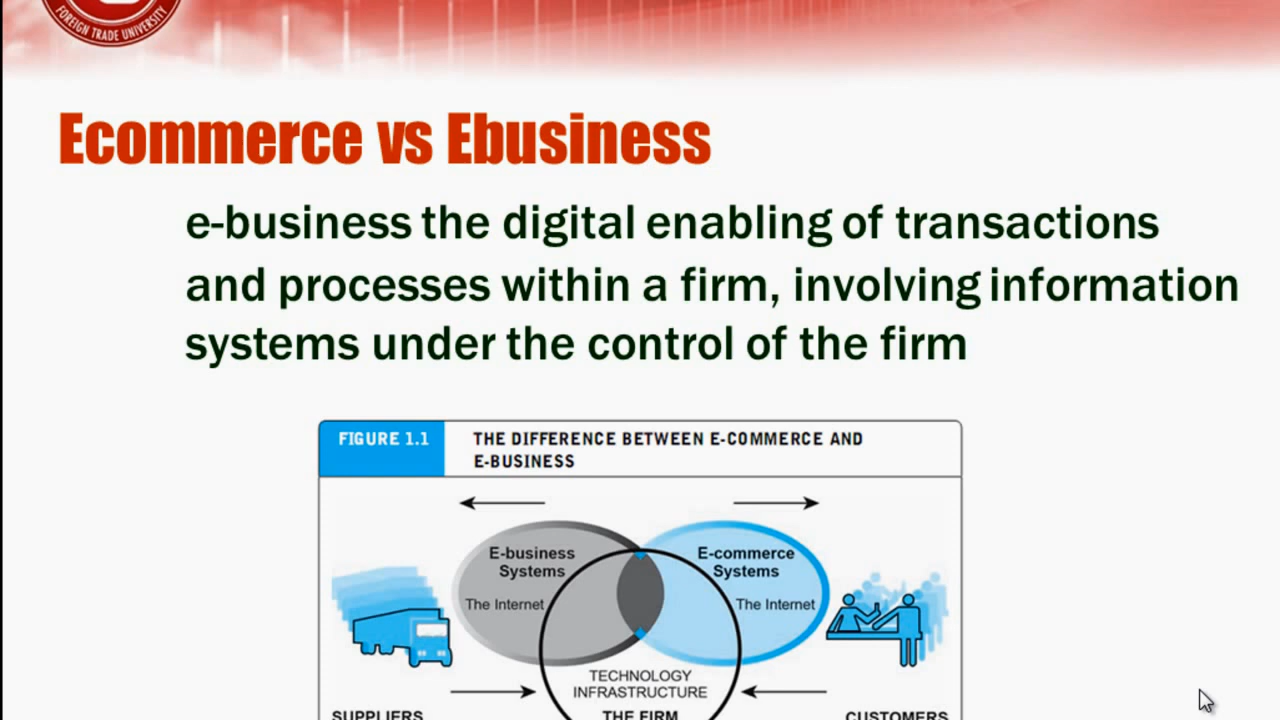 FOREIGN TRADE UNIVERSITY
Ecommerce vs Ebusiness
e-business the digital enabling of transactions
and processes within a firm, involving information
systems under the control of the firm
FIGURE 1.1
THE DIFFERENCE BETWEEN E-COMMERCE AND
E-BUSINESS
E-business
Systems
The Internet
E-commerce
Systems
The Internet
TECHNOLOGY
INFRASTRUCTURE
SUPPLIERS
THE FIRM
CUSTOMERS